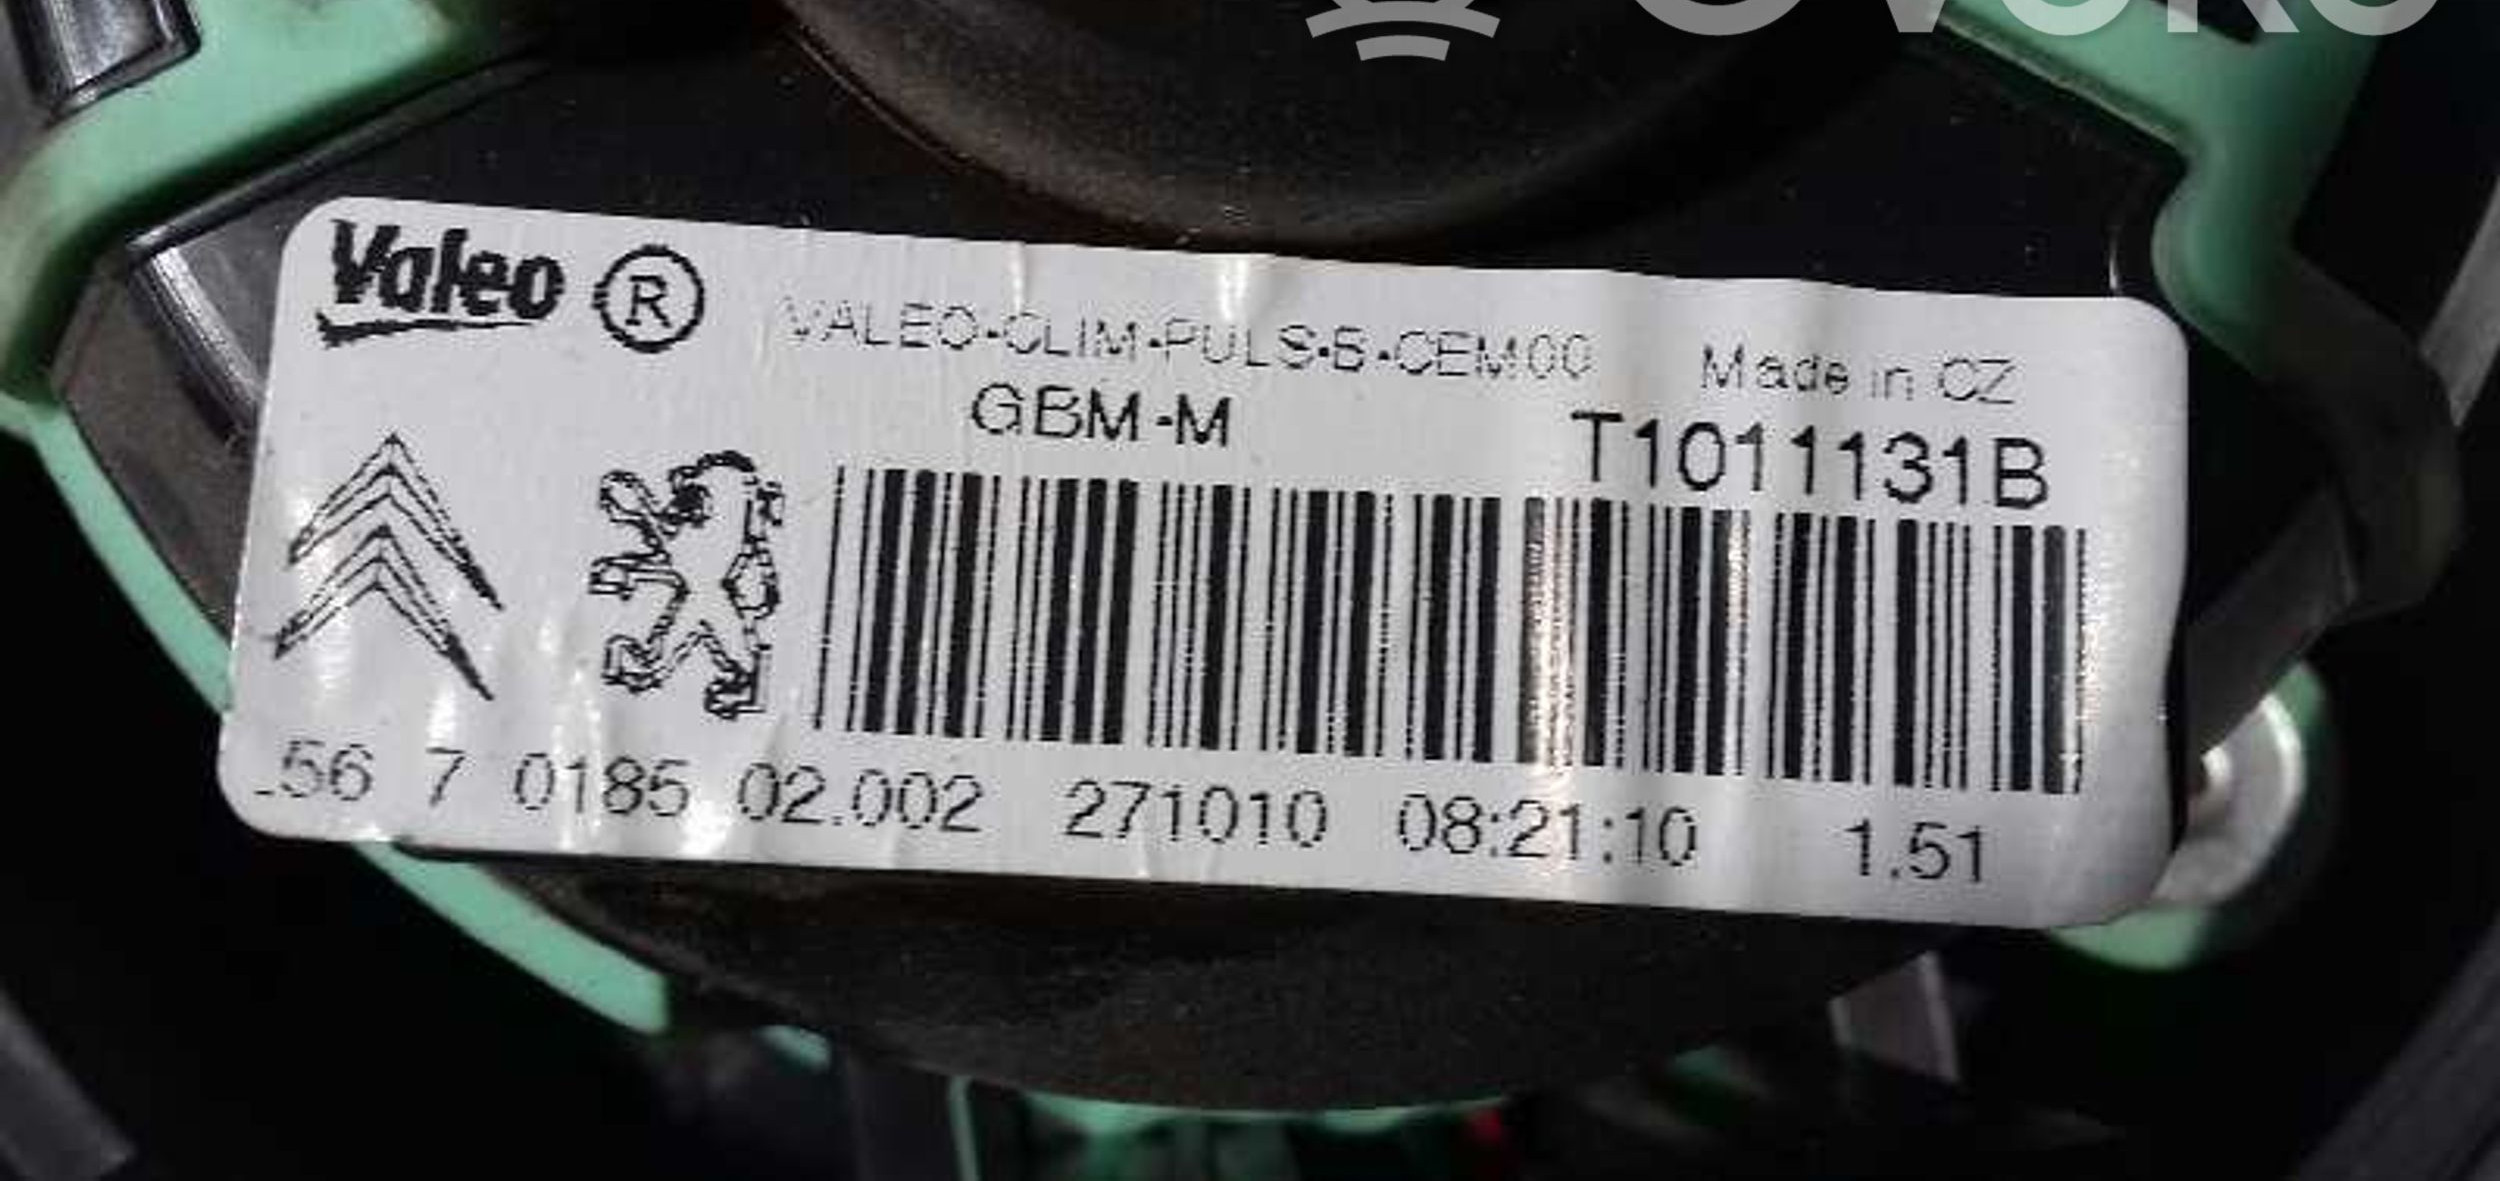 Valeo ®
VALEO-CLIM-PULS-B-CEM00 Made in CZ
GBM-M T1011131B
56 7 0185 02.002 271010 08:21:10 1.51